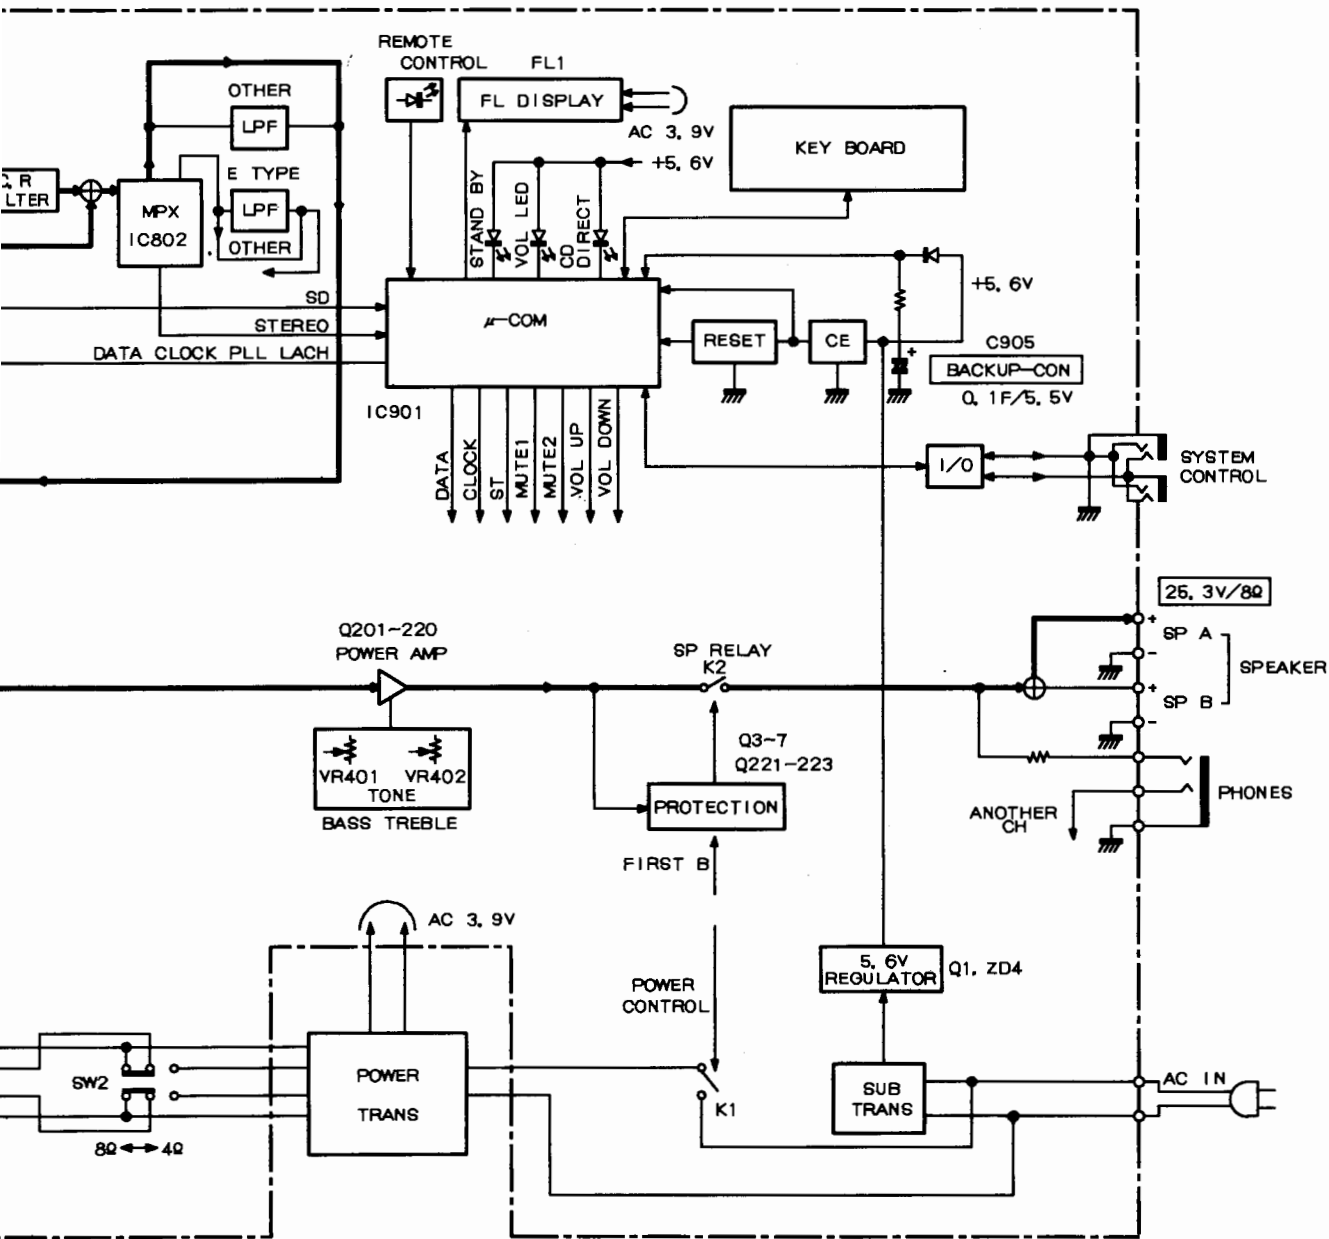 REMOTE
CONTROL
FL1
FL DISPLAY
AC 3.9V
+5.6V
KEY BOARD
OTHER
LPF
E TYPE
LPF
OTHER
R
LTER
MPX
IC802
STAND BY
VOL LED
CD
DIRECT
SD
STEREO
DATA CLOCK PLL LACH
μ-COM
IC901
RESET
CE
+5.6V
C905
BACKUP-CON
0.1F/5.5V
DATA
CLOCK
ST
MUTE1
MUTE2
VOL UP
VOL DOWN
I/O
SYSTEM
CONTROL
25.3V/8Ω
Q201~220
POWER AMP
SP RELAY
K2
+
SP A
-
SPEAKER
+
SP B
-
VR401
VR402
TONE
BASS TREBLE
Q3~7
Q221-223
PROTECTION
FIRST B
ANOTHER
CH
PHONES
AC 3.9V
5.6V
REGULATOR
Q1. ZD4
POWER
CONTROL
SW2
8Ω
4Ω
POWER
TRANS
K1
SUB
TRANS
AC IN